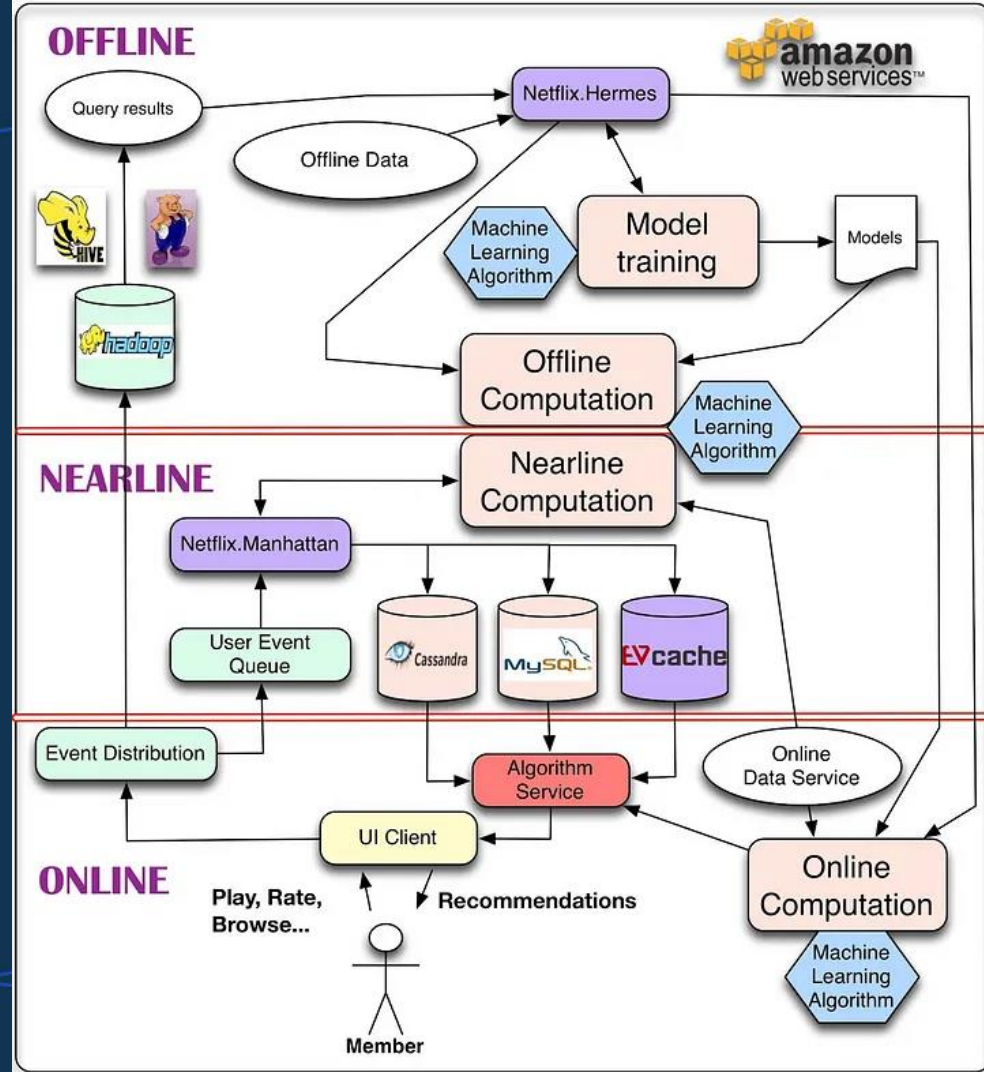 OFFLINE
amazon
web services™
Query results
Netflix.Hermes
Offline Data
HIVE
Machine
Learning
Algorithm
Model
training
Models
hadoop
Offline
Computation
Machine
Learning
Algorithm
NEARLINE
Nearline
Computation
Netflix.Manhattan
User Event
Queue
Cassandra
MySQL®
EVcache
Event Distribution
Algorithm
Service
Online
Data Service
UI Client
ONLINE
Play, Rate,
Browse...
Recommendations
Online
Computation
Machine
Learning
Algorithm
Member